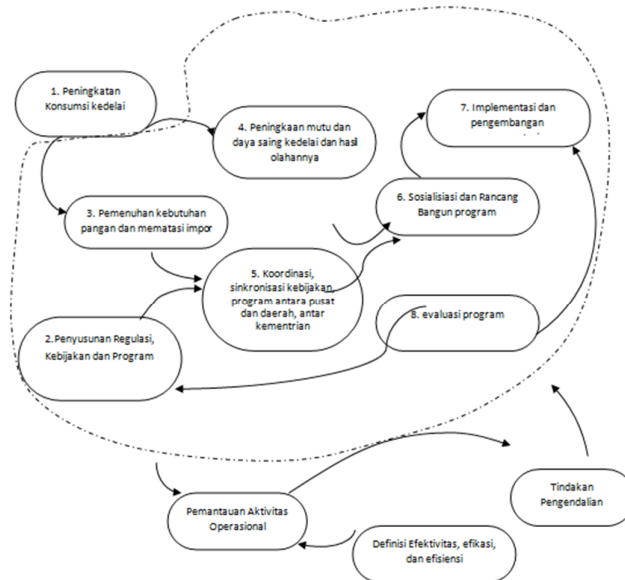 1. Peningkatan
Konsumsi kedelai
4. Peningkaan mutu dan
daya saing kedelai dan hasil
olahannya
7. Implementasi dan
pengembangan
3. Pemenuhan kebutuhan
pangan dan mematasi impor
6. Sosialisiasi dan Rancang
Bangun program
5. Koordinasi,
sinkronisasi kebijakan,
program antara pusat
dan daerah, antar
kementrian
2.Penyusunan Regulasi,
Kebijakan dan Program
8. evaluasi program
Pemantauan Aktivitas
Operasional
Tindakan
Pengendalian
Definisi Efektivitas, efikasi,
dan efisiensi